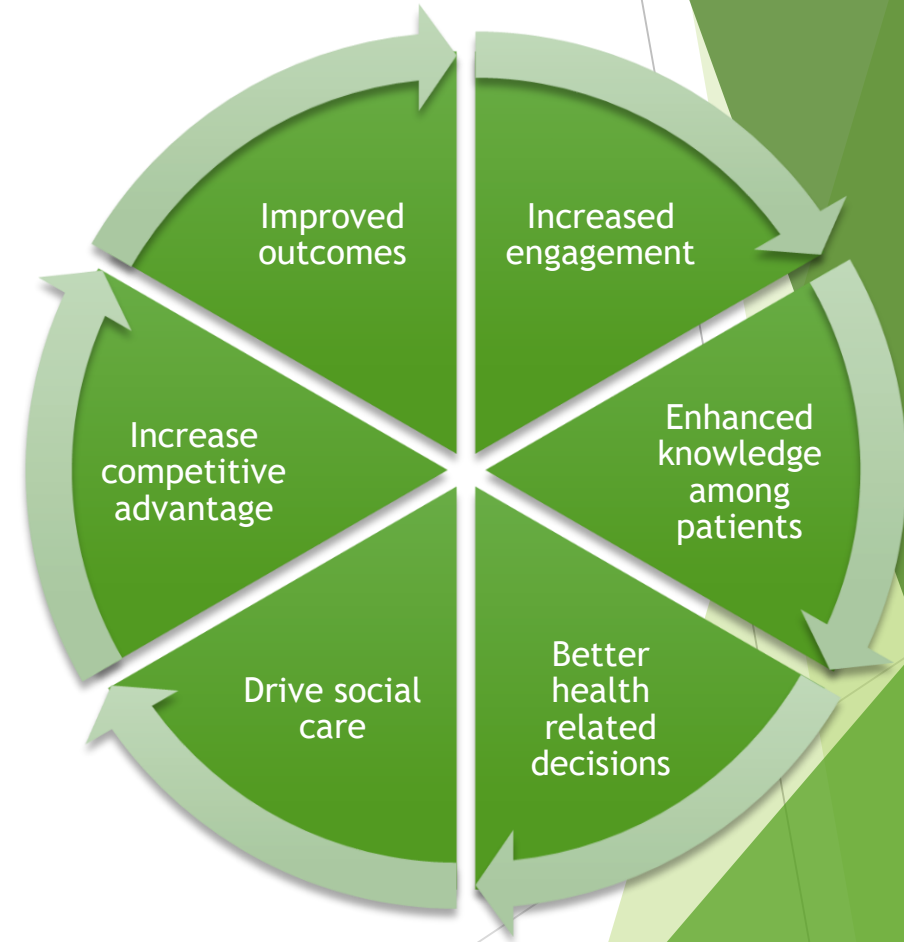 Improved
outcomes
Increased
engagement
Enhanced
knowledge
among
patients
Better
health
related
decisions
Drive social
care
Increase
competitive
advantage